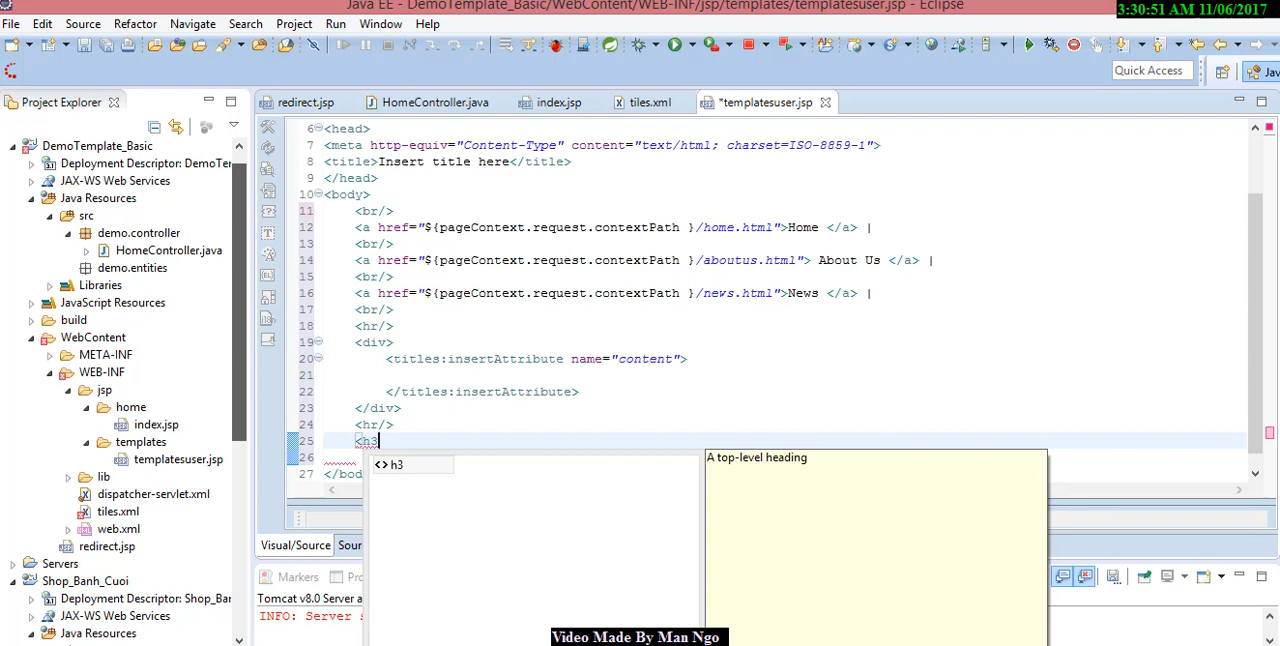 Java EE - DemoTemplate_Basic/WebContent/WEB-INF/jsp/templates/templatesuser.jsp - Eclipse
3:30:51 AM 11/06/2017
File Edit Source Refactor Navigate Search Project Run Window Help
Quick Access
Java
Project Explorer
redirect.jsp
HomeController.java
index.jsp
tiles.xml
*templatesuser.jsp
DemoTemplate_Basic
Deployment Descriptor: DemoTer
JAX-WS Web Services
Java Resources
src
demo.controller
HomeController.java
demo.entities
Libraries
JavaScript Resources
build
WebContent
META-INF
WEB-INF
jsp
home
index.jsp
templates
templatesuser.jsp
lib
dispatcher-servlet.xml
tiles.xml
web.xml
redirect.jsp
Servers
Shop_Banh_Cuoi
Deployment Descriptor: Shop_Bar
JAX-WS Web Services
Java Resources
6 <head>
7 <meta http-equiv="Content-Type" content="text/html; charset=ISO-8859-1">
8 <title>Insert title here</title>
9 </head>
10 <body>
11 <br/>
12 <a href="${pageContext.request.contextPath }/home.html">Home </a> |
13 <br/>
14 <a href="${pageContext.request.contextPath }/aboutus.html"> About Us </a> |
15 <br/>
16 <a href="${pageContext.request.contextPath }/news.html">News </a> |
17 <br/>
18 <hr/>
19 <div>
20 <titles:insertAttribute name="content">
21
22 </titles:insertAttribute>
23 </div>
24 <hr/>
25 <h3
26
27 </bod
<> h3
A top-level heading
Visual/Source Sour
Markers Pro
Tomcat v8.0 Server a
INFO: Server s
Video Made By Man Ngo